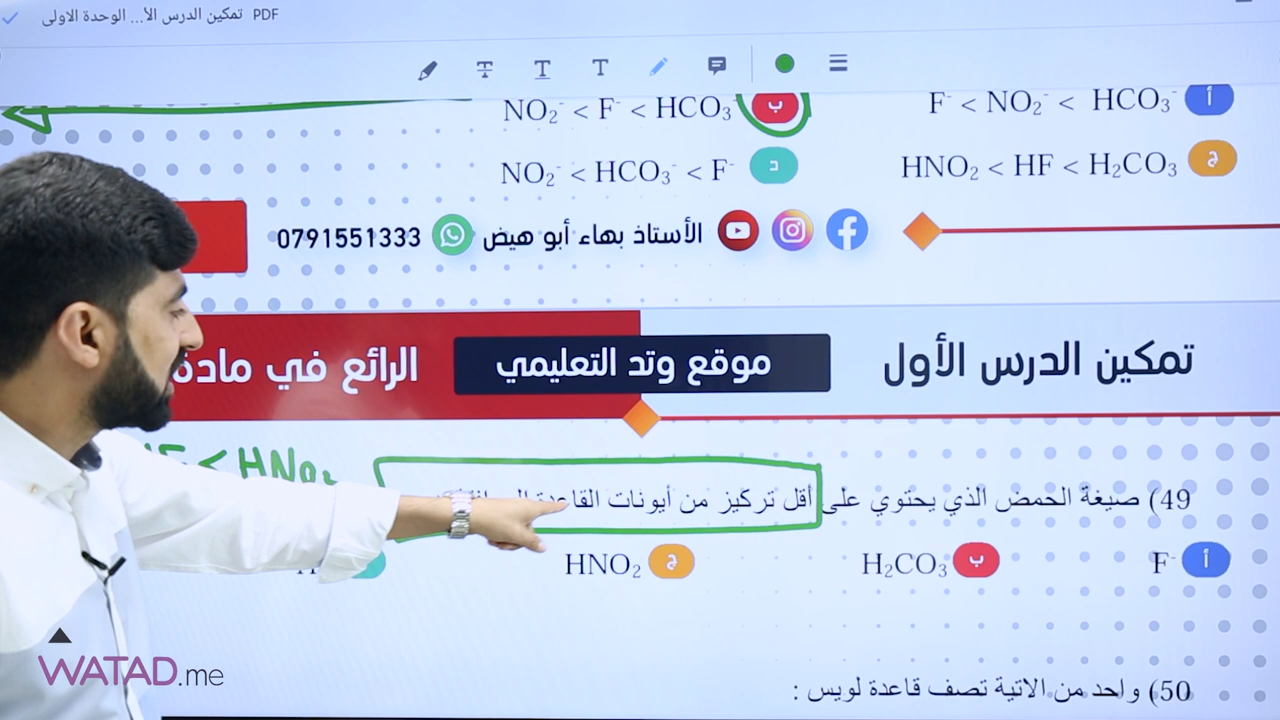 PDF تمكين الدرس الأ... الوحدة الاولى
أ F⁻ < NO₂⁻ < HCO₃⁻
ب NO₂⁻ < F⁻ < HCO₃
ج HNO₂ < HF < H₂CO₃
د NO₂⁻ < HCO₃⁻ < F⁻
الأستاذ بهاء أبو هيض 0791551333
تمكين الدرس الأول
موقع وتد التعليمي
الرائع في مادة
< HNO₂
49) صيغة الحمض الذي يحتوي على أقل تركيز من أيونات القاعدة
أ F⁻
ب H₂CO₃
ج HNO₂
50) واحد من الاتية تصف قاعدة لويس :
WATAD.me